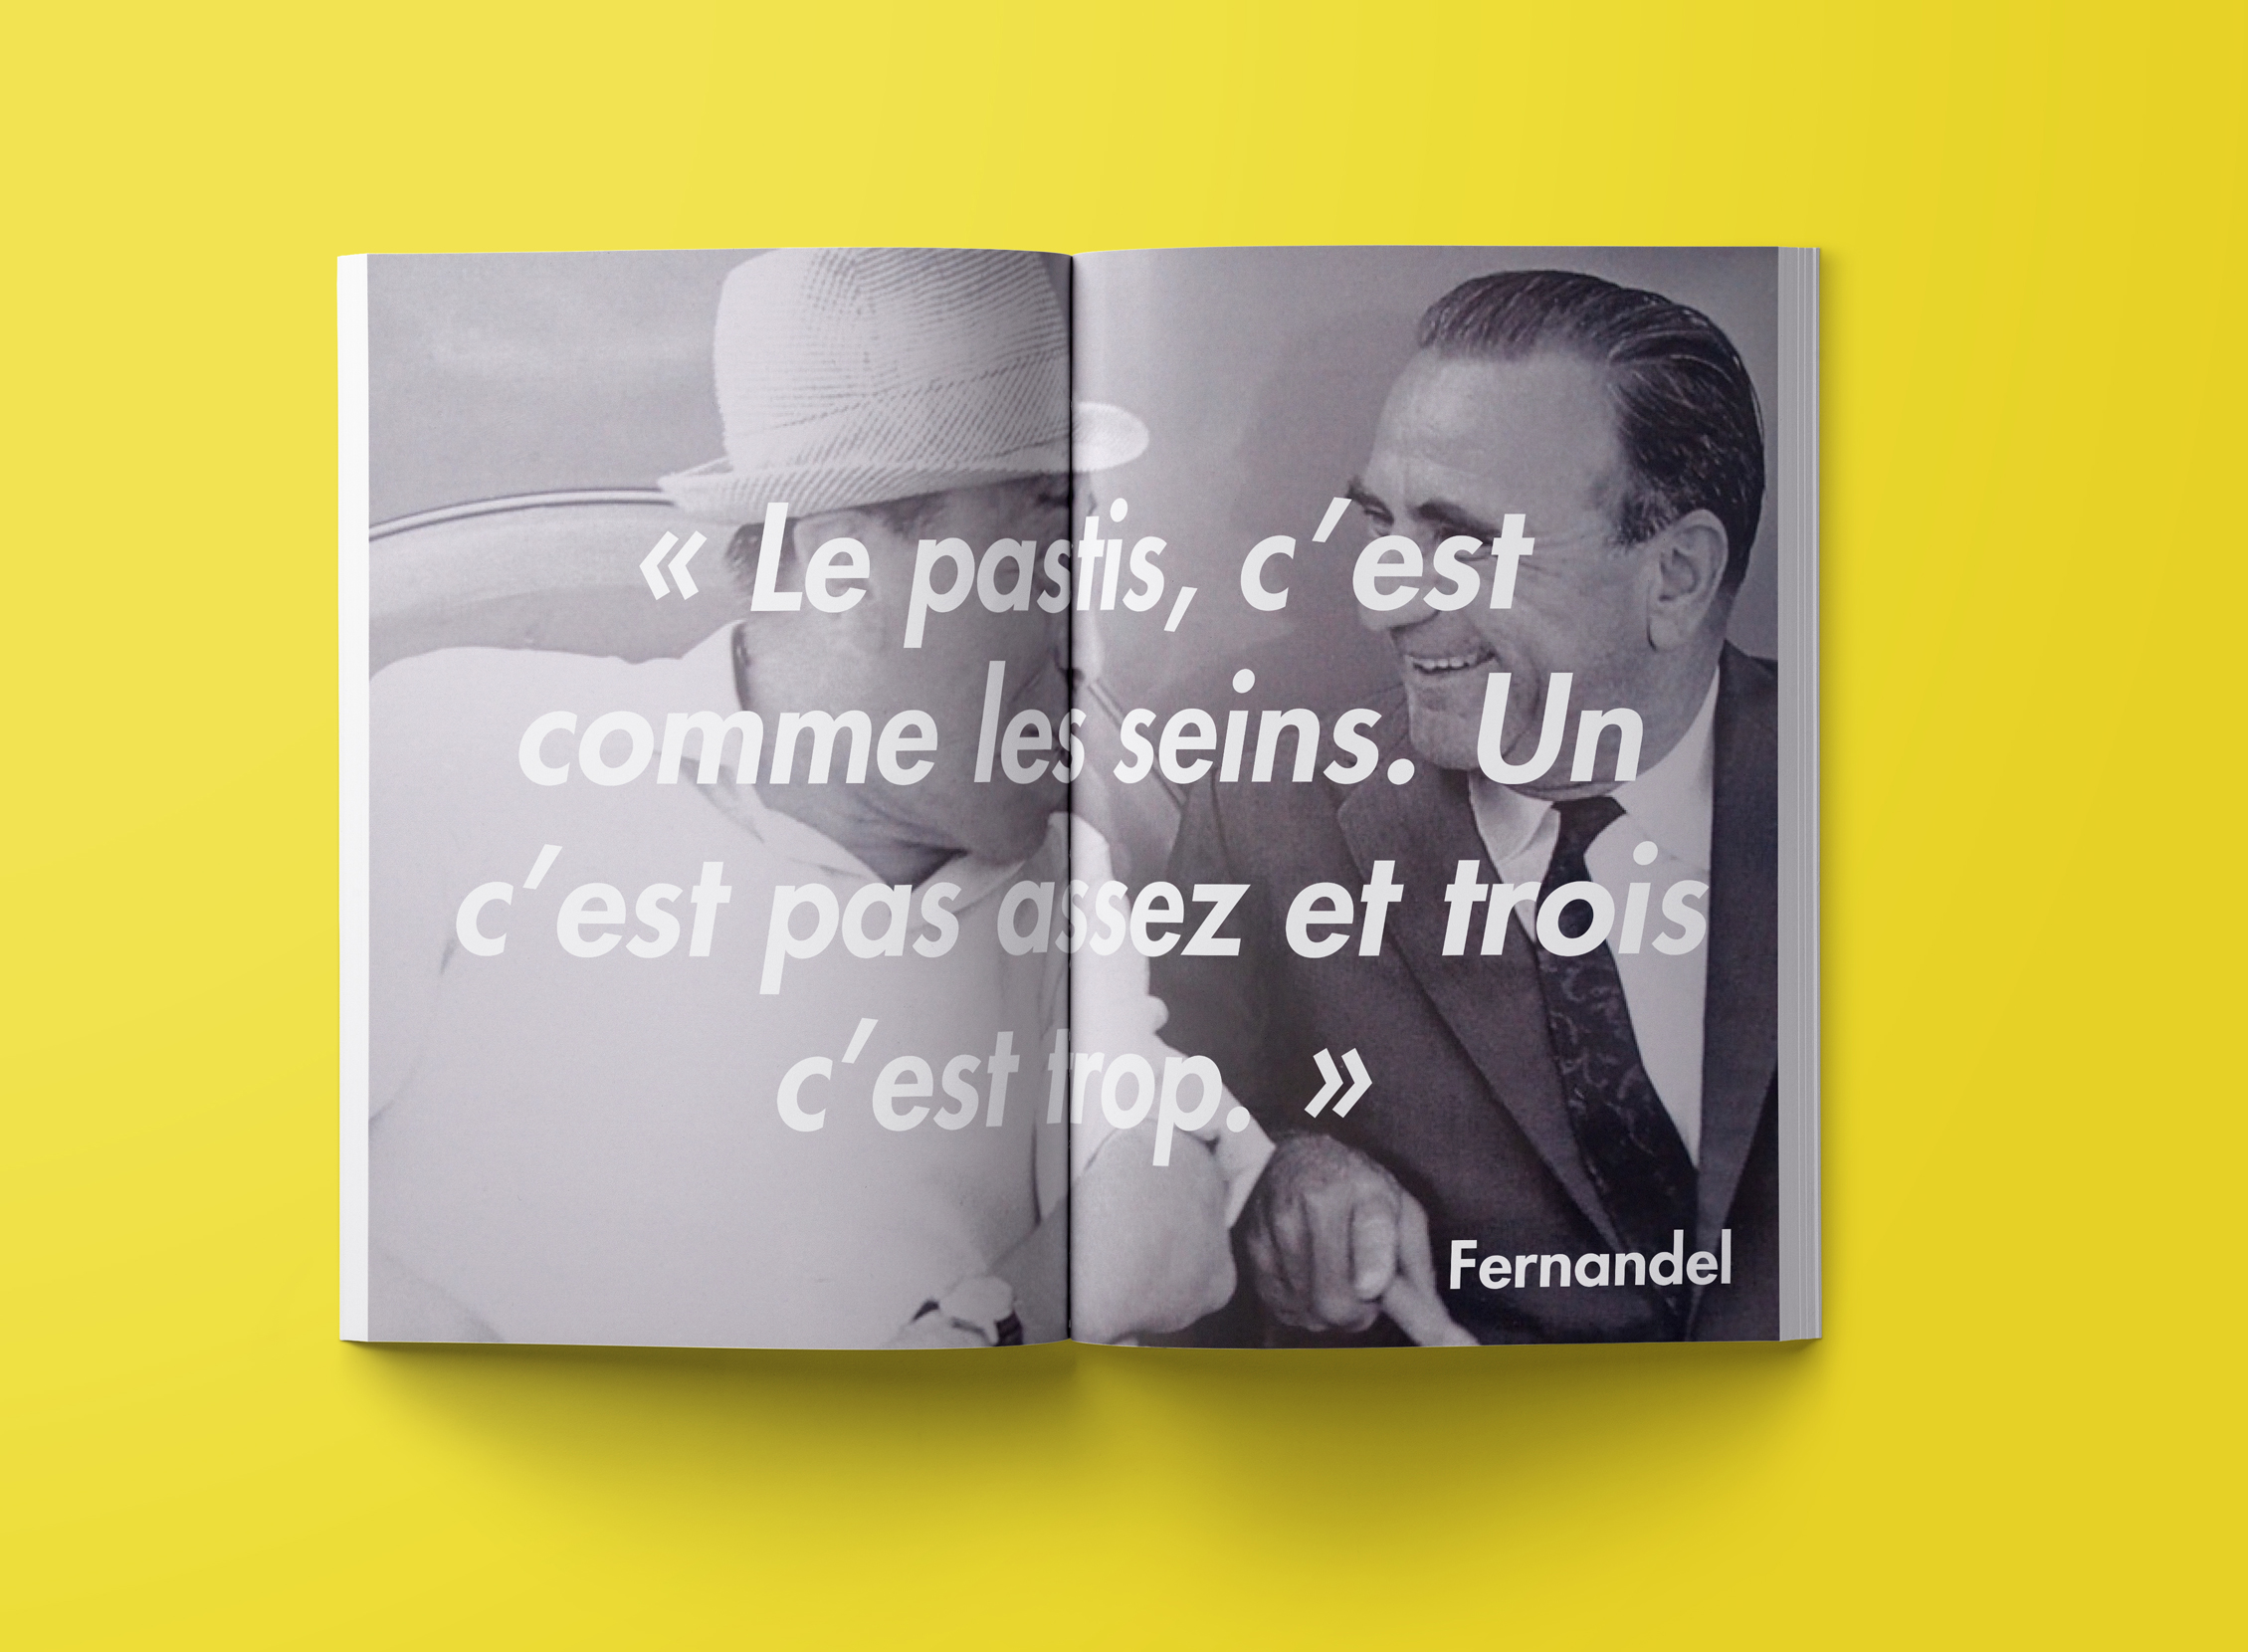 « Le pastis, c’est
comme les seins. Un
c’est pas assez et trois
c’est trop. »
Fernandel